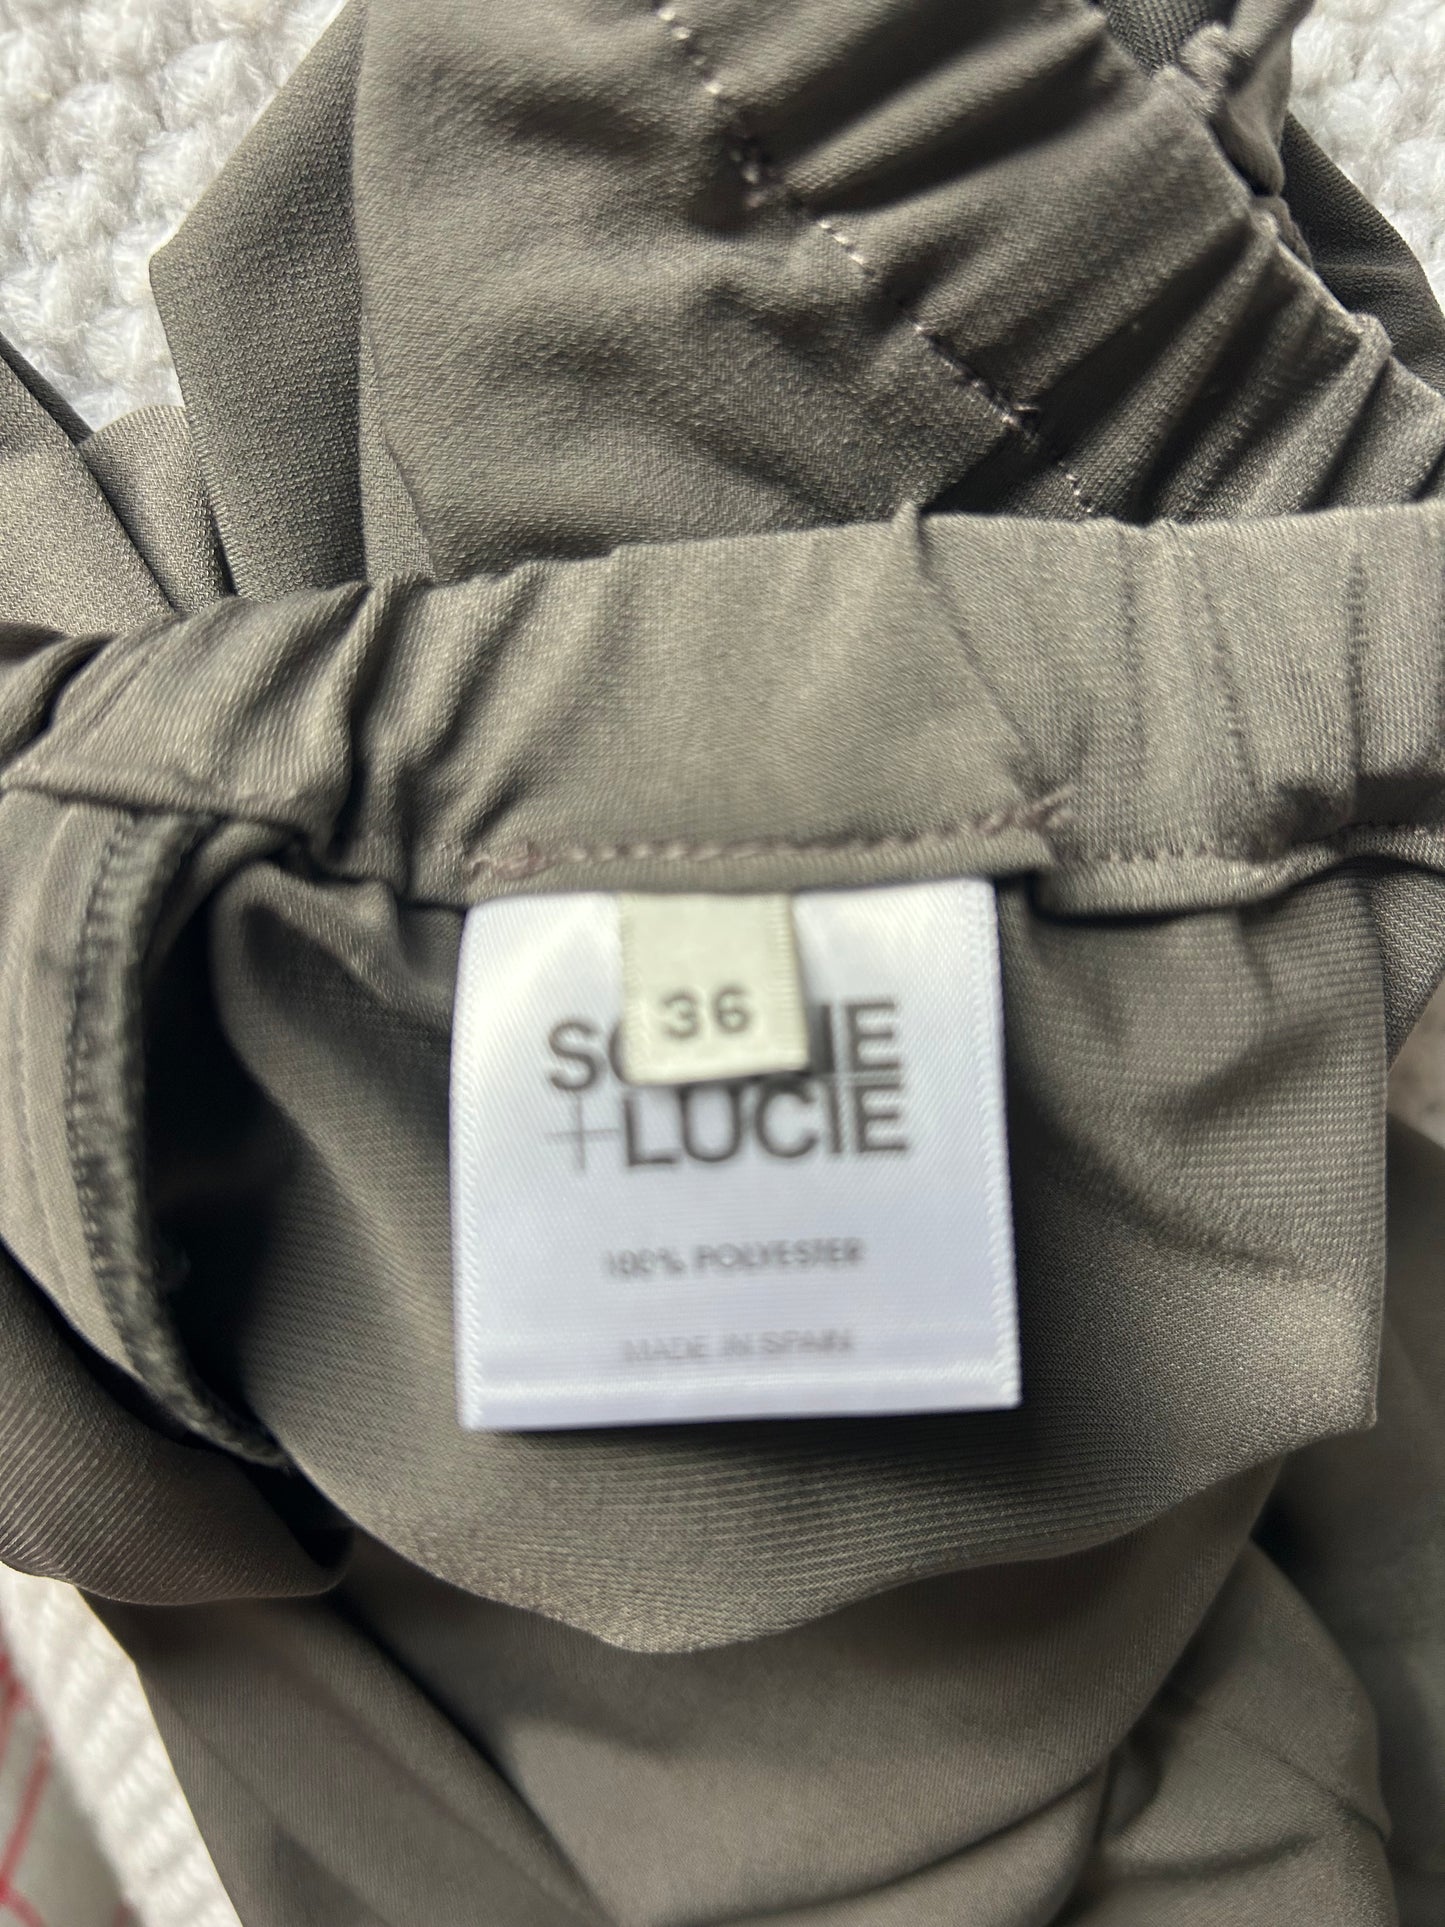 36
+LUCIE
100% POLYESTER
MADE IN SPAIN